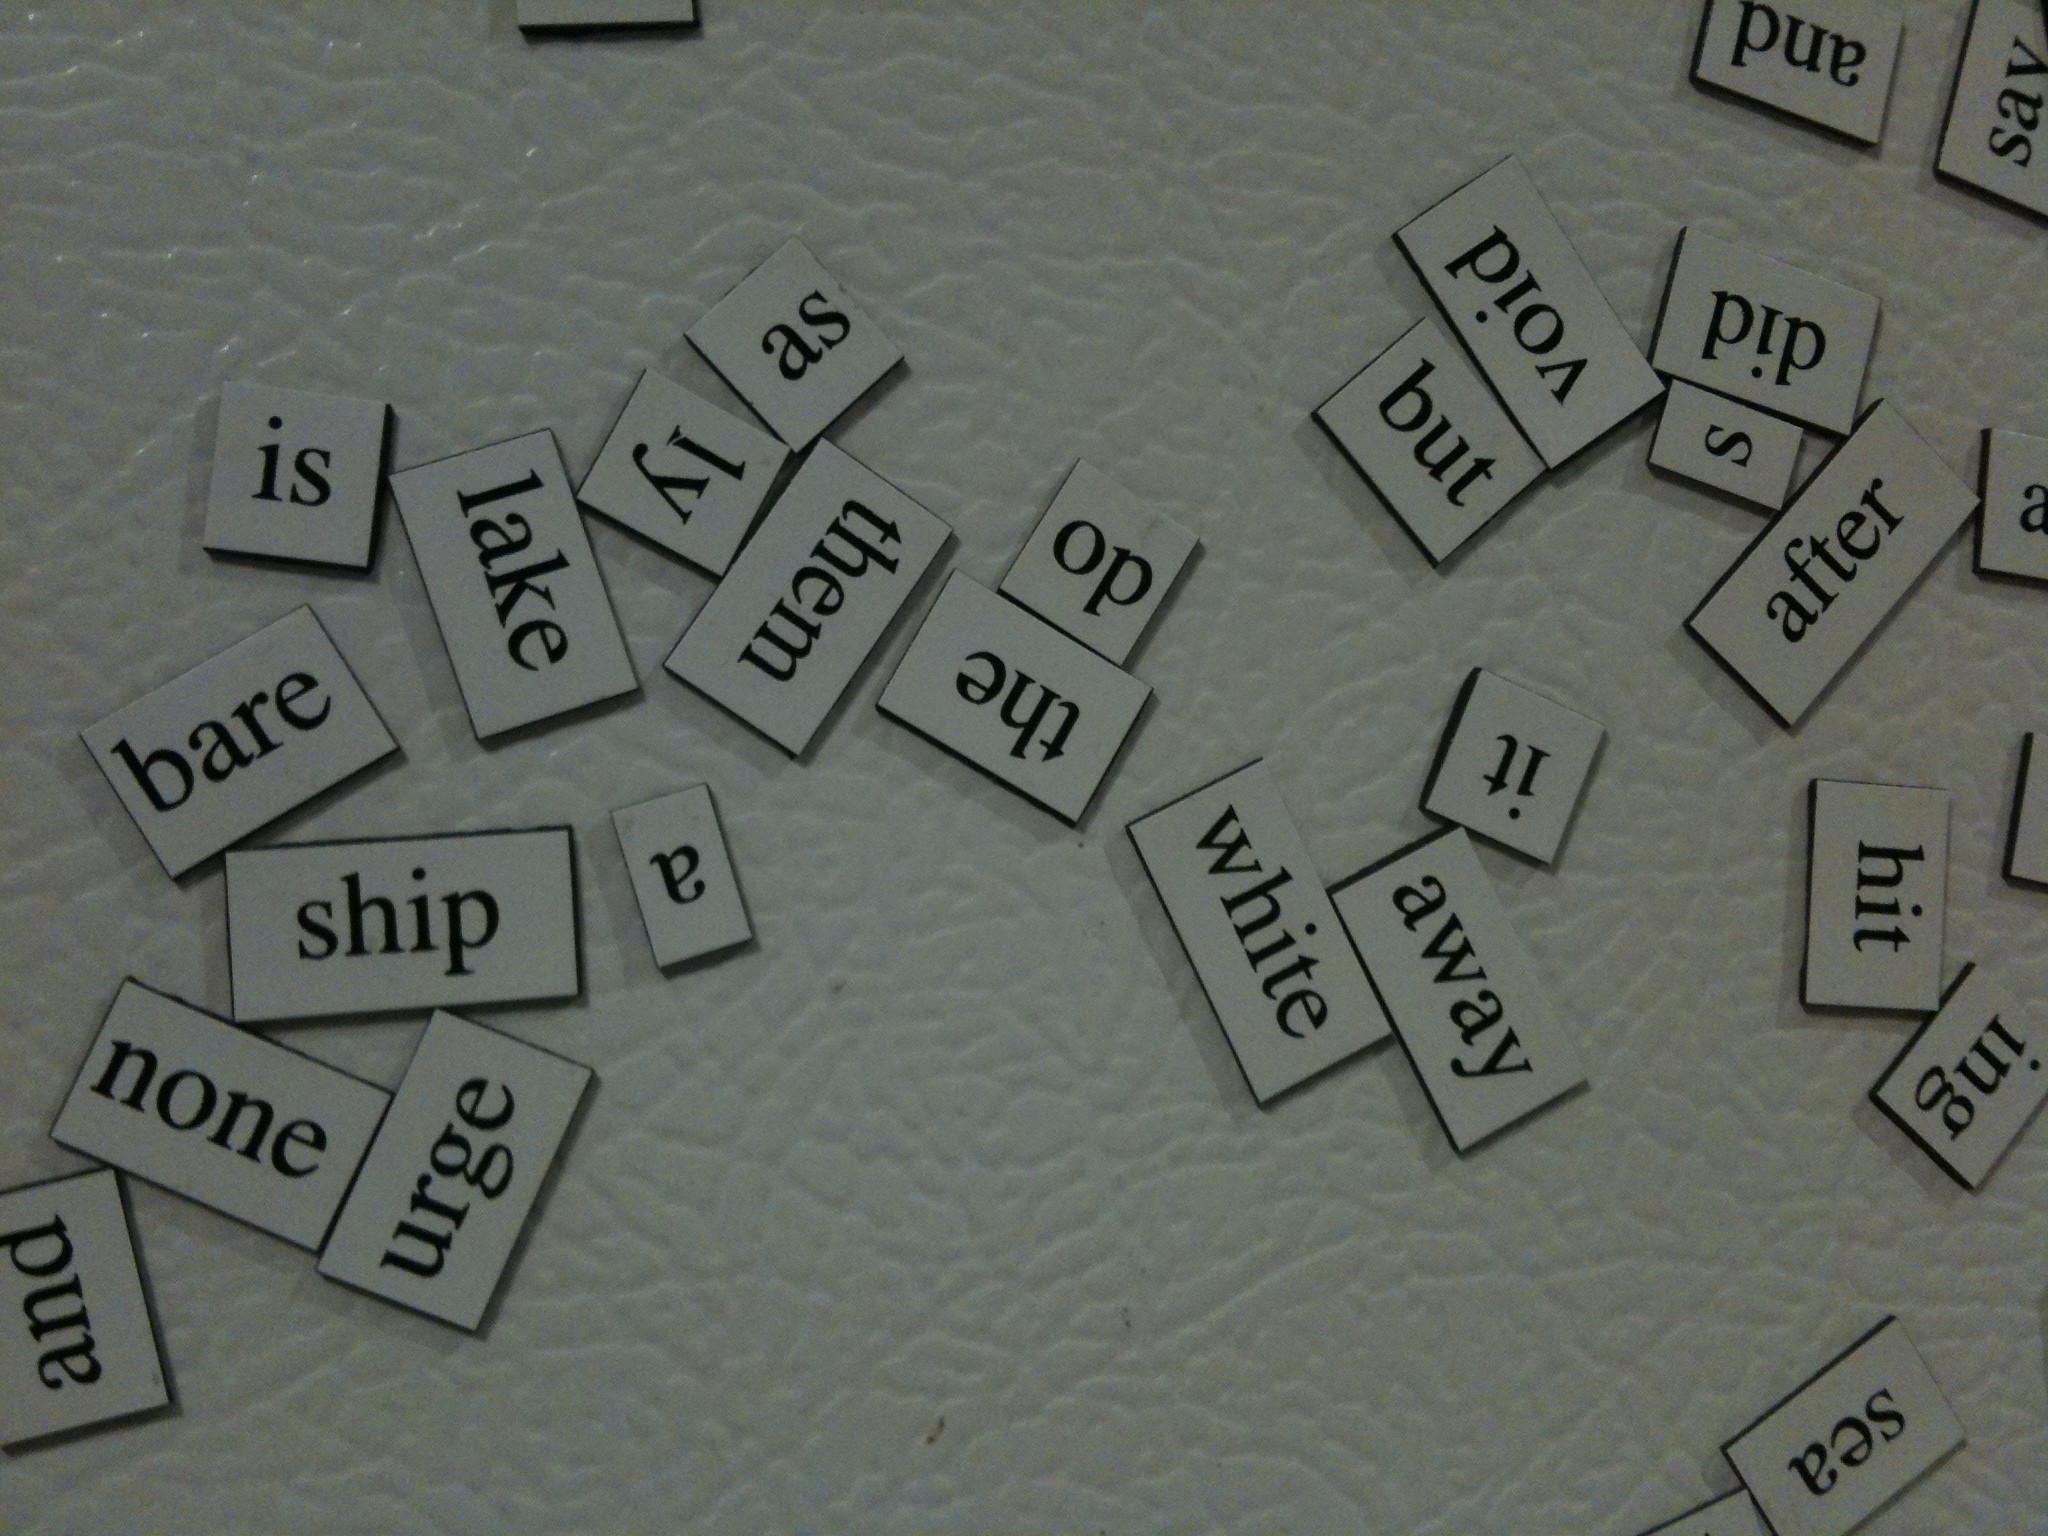 and
say
void
did
as
but
s
is
lake
ly
them
do
after
a
the
it
bare
ship
a
white
away
hit
none
urge
ing
and
sea